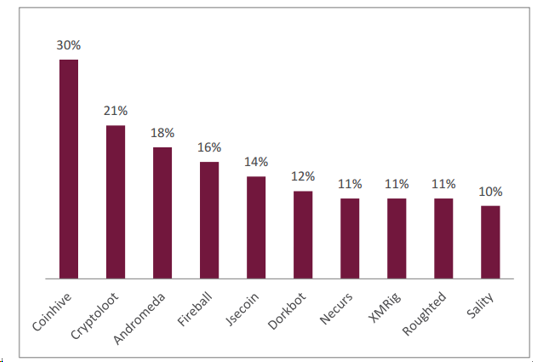 30%
21%
18%
16%
14%
12%
11%
11%
11%
10%
Coinhive
Cryptoloot
Andromeda
Fireball
Jsecoin
Dorkbot
Necurs
XMRig
Roughted
Sality